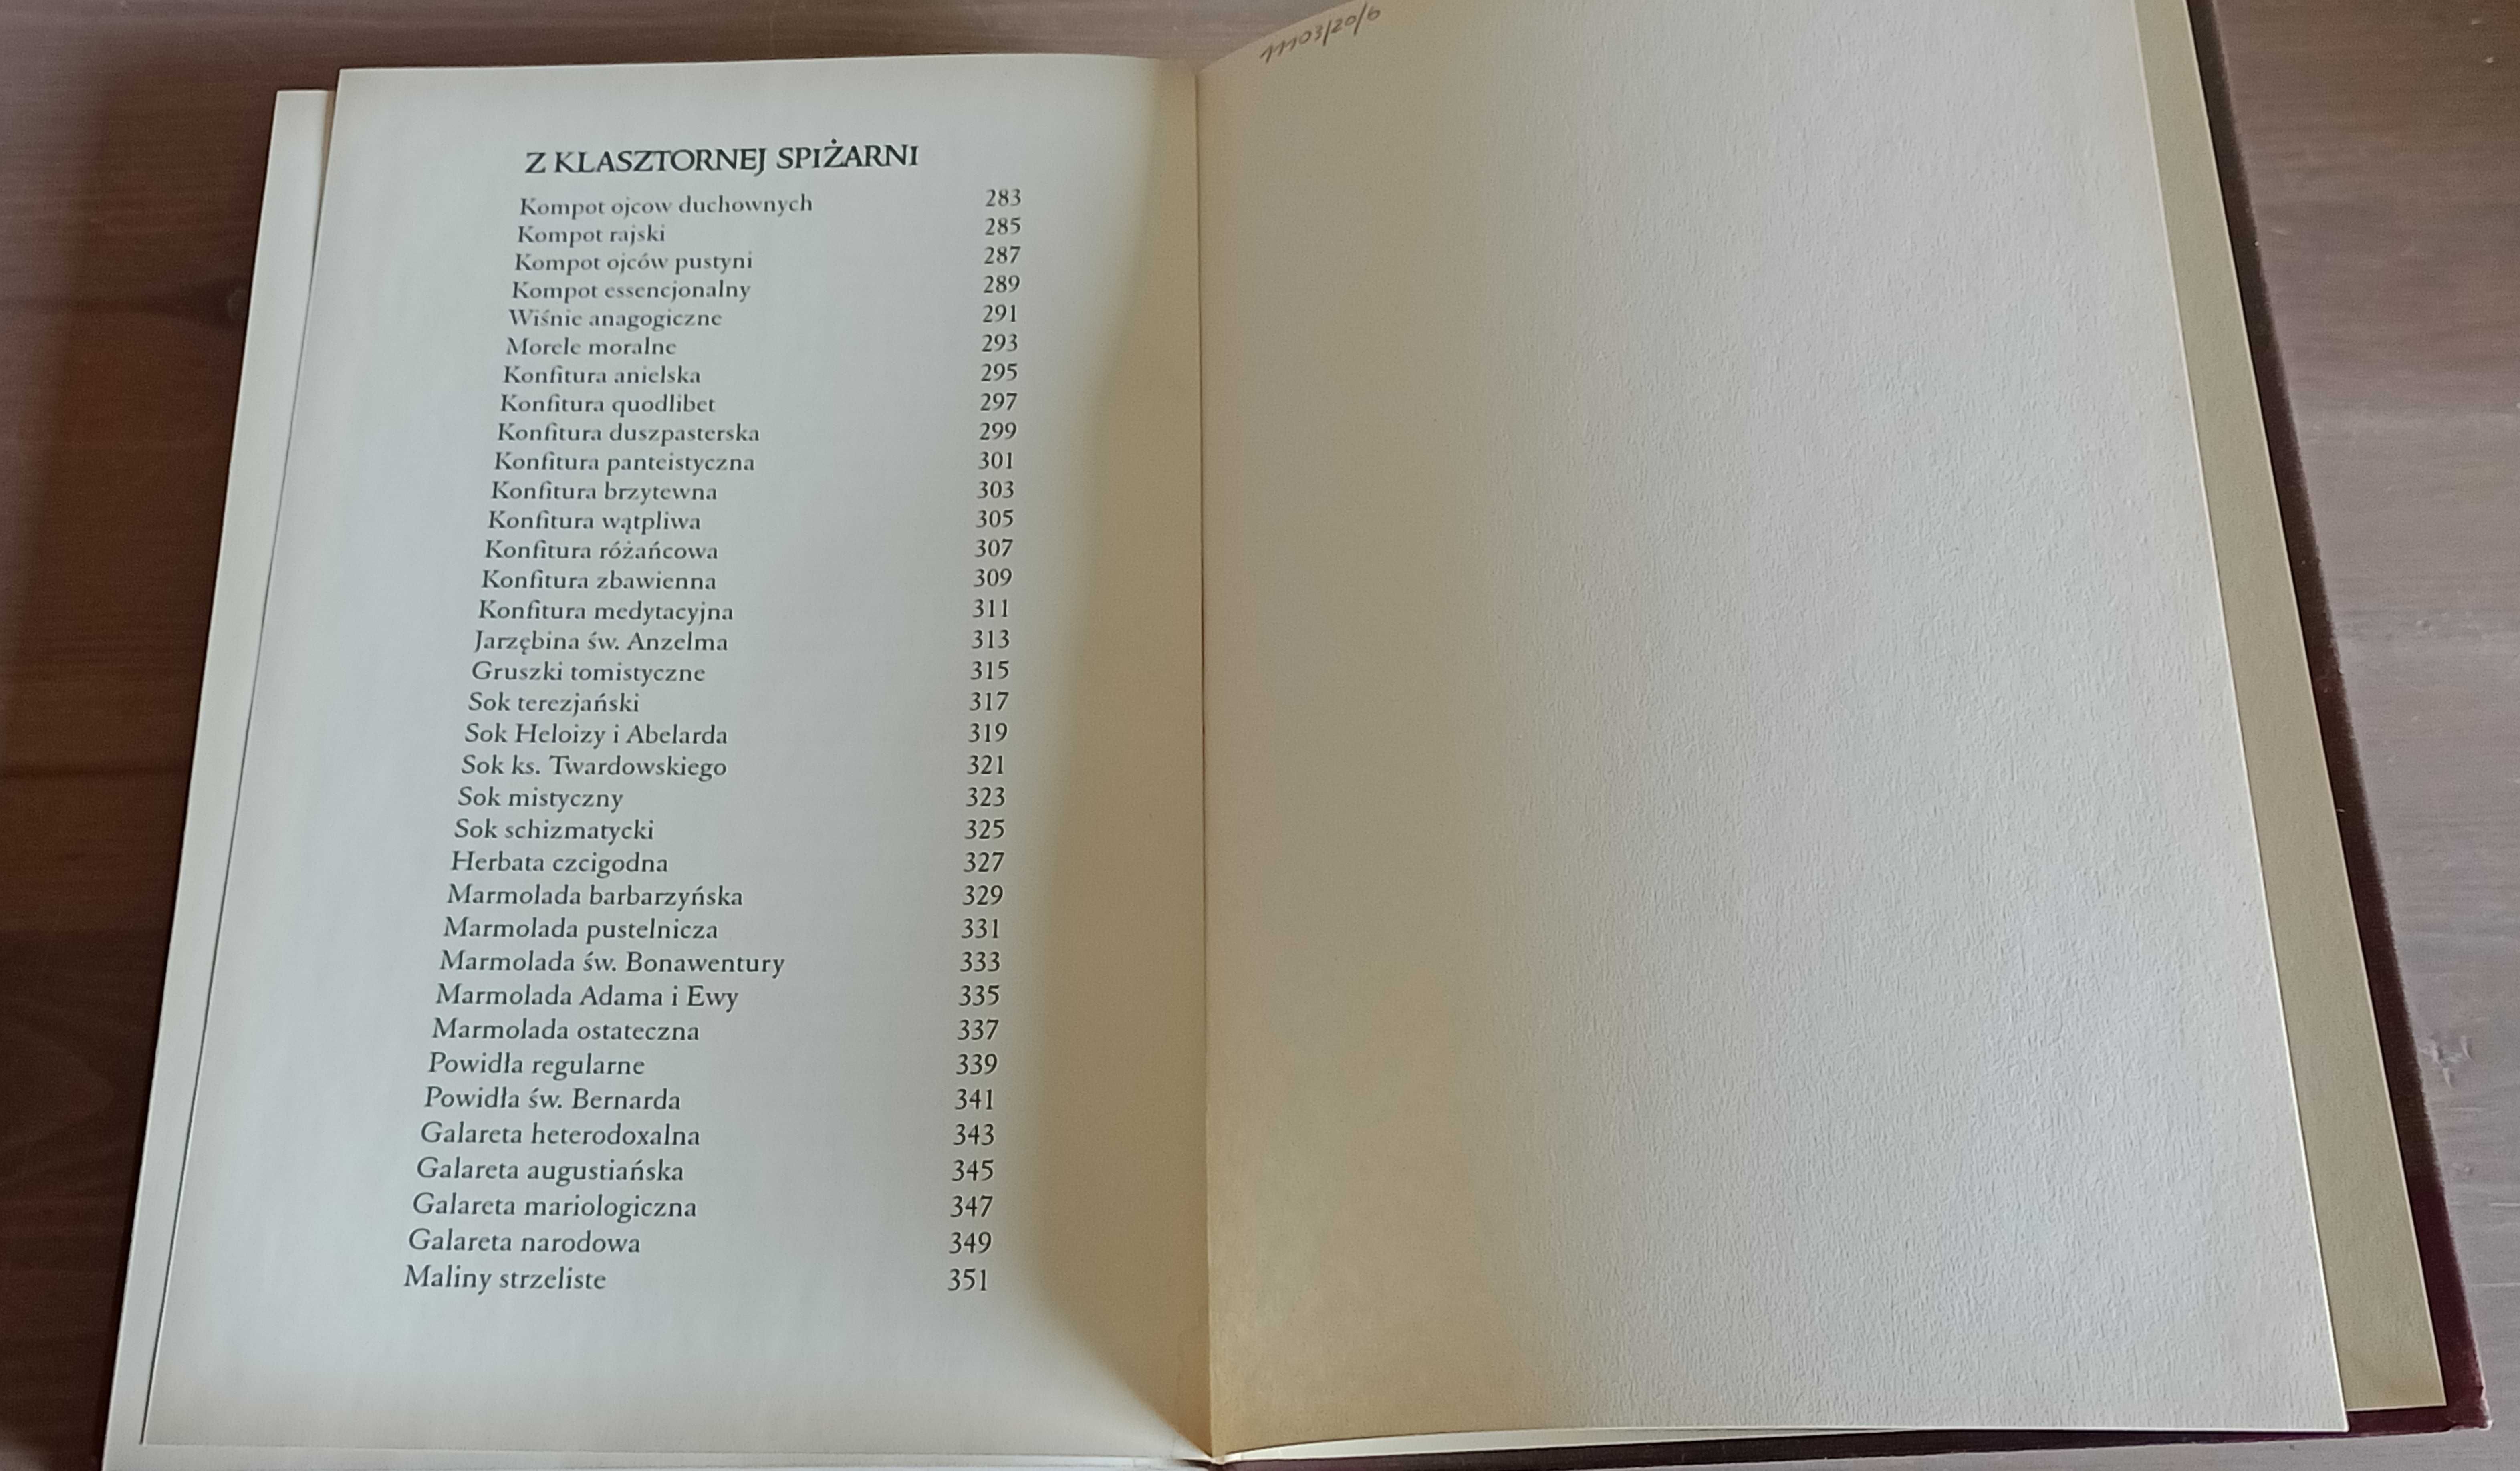 Z KLASZTORNEJ SPIŻARNI
Kompot ojcow duchownych 283
Kompot rajski 285
Kompot ojców pustyni 287
Kompot essencjonalny 289
Wiśnie anagogiczne 291
Morele moralne 293
Konfitura anielska 295
Konfitura quodlibet 297
Konfitura duszpasterska 299
Konfitura panteistyczna 301
Konfitura brzytewna 303
Konfitura wątpliwa 305
Konfitura różańcowa 307
Konfitura zbawienna 309
Konfitura medytacyjna 311
Jarzębina św. Anzelma 313
Gruszki tomistyczne 315
Sok terezjański 317
Sok Heloizy i Abelarda 319
Sok ks. Twardowskiego 321
Sok mistyczny 323
Sok schizmatycki 325
Herbata czcigodna 327
Marmolada barbarzyńska 329
Marmolada pustelnicza 331
Marmolada św. Bonawentury 333
Marmolada Adama i Ewy 335
Marmolada ostateczna 337
Powidła regularne 339
Powidła św. Bernarda 341
Galareta heterodoxalna 343
Galareta augustiańska 345
Galareta mariologiczna 347
Galareta narodowa 349
Maliny strzeliste 351